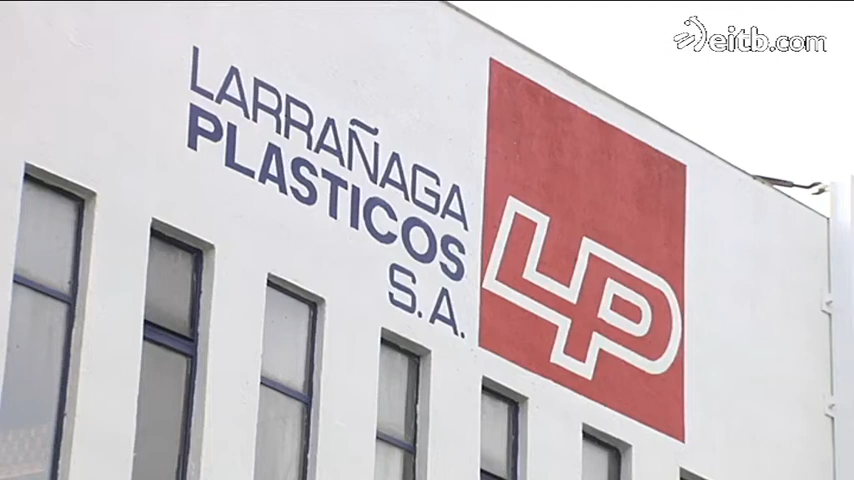 eitb.com
LARRAÑAGA
PLASTICOS
S.A.
LP